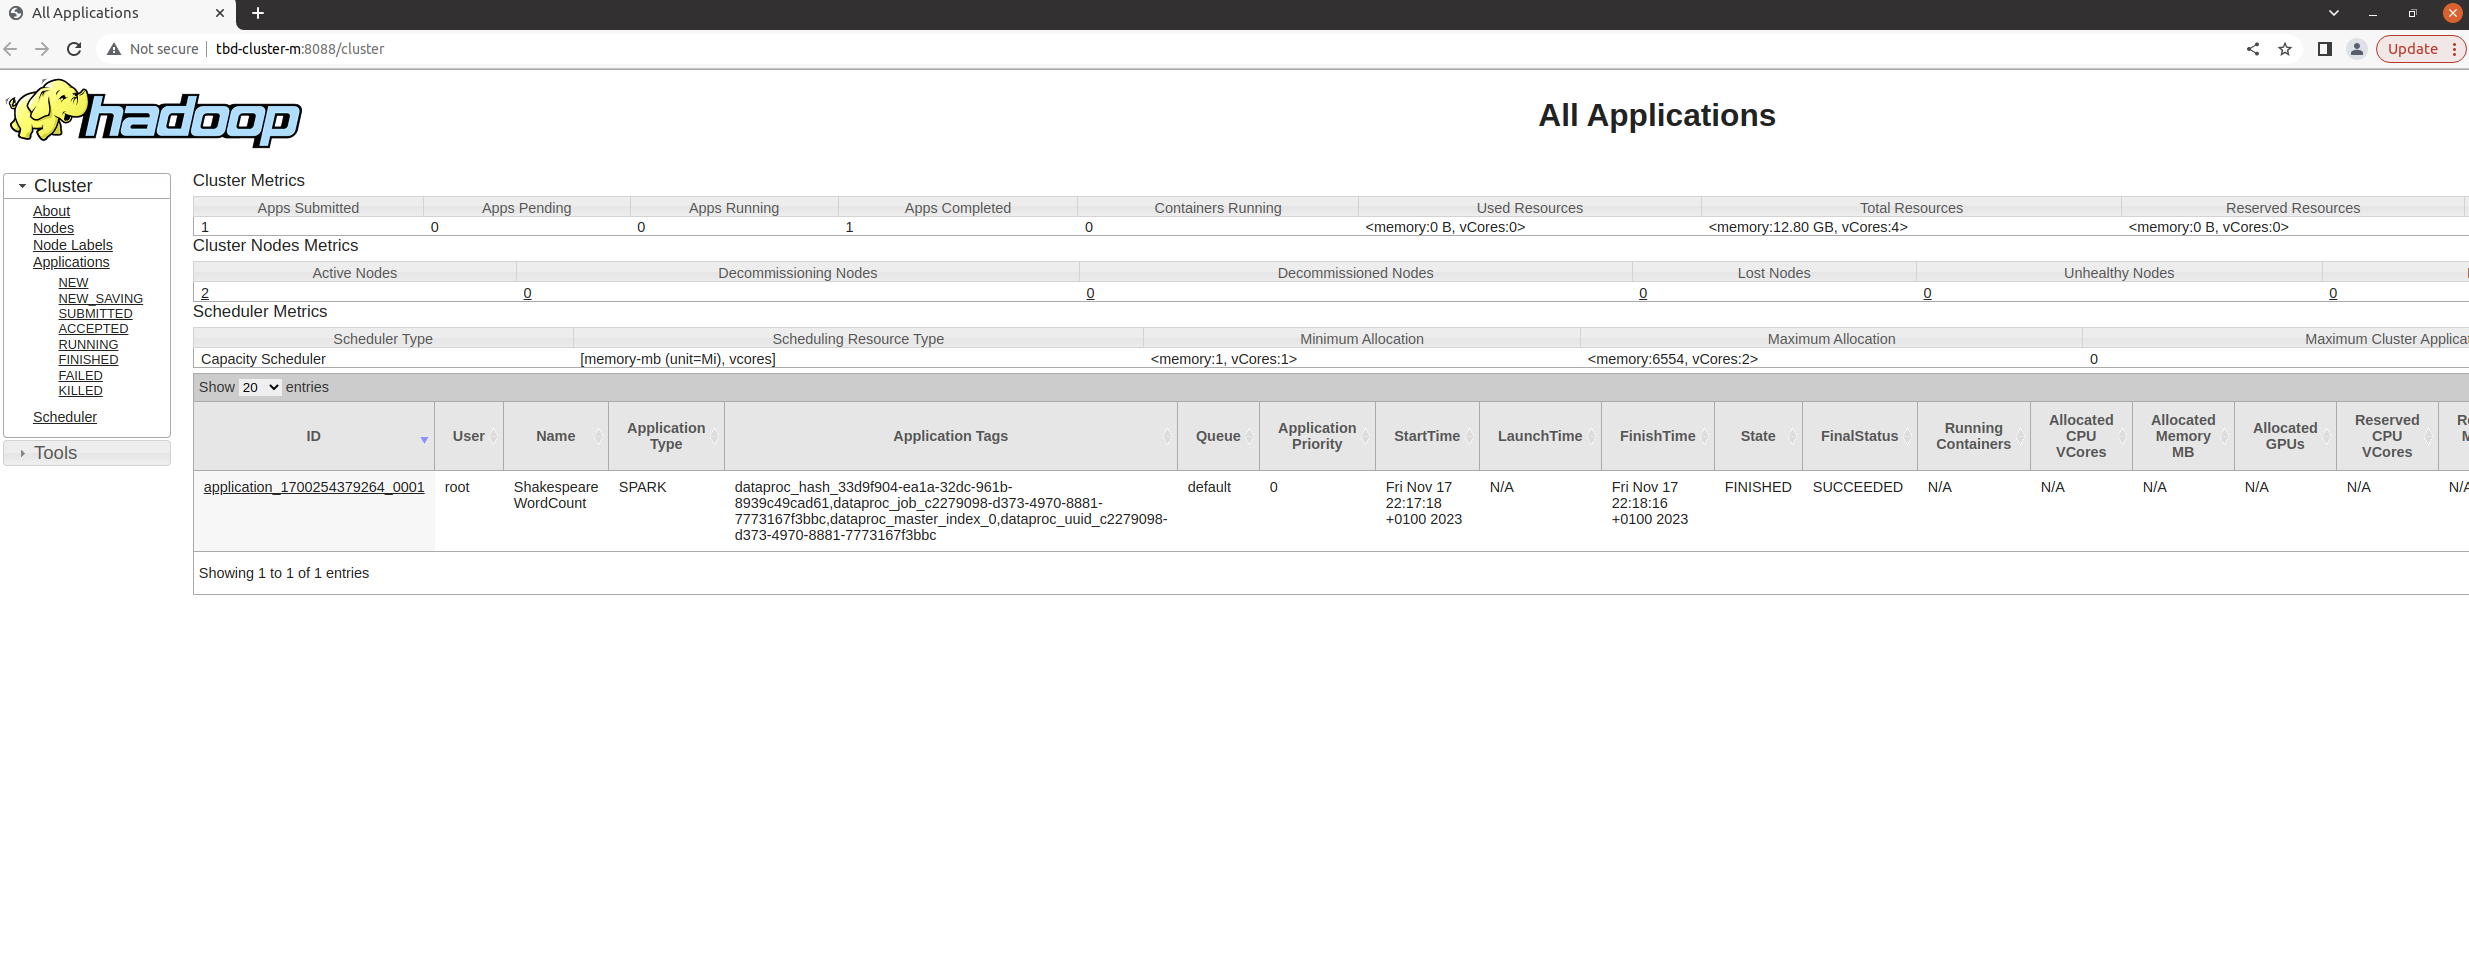 All Applications
Not secure tbd-cluster-m:8088/cluster
Update
hadoop
All Applications
Cluster
About
Nodes
Node Labels
Applications
NEW
NEW_SAVING
SUBMITTED
ACCEPTED
RUNNING
FINISHED
FAILED
KILLED
Scheduler
Tools
Cluster Metrics
Apps Submitted Apps Pending Apps Running Apps Completed Containers Running Used Resources Total Resources Reserved Resources
1 0 0 1 0 <memory:0 B, vCores:0> <memory:12.80 GB, vCores:4> <memory:0 B, vCores:0>
Cluster Nodes Metrics
Active Nodes Decommissioning Nodes Decommissioned Nodes Lost Nodes Unhealthy Nodes
2 0 0 0 0 0
Scheduler Metrics
Scheduler Type Scheduling Resource Type Minimum Allocation Maximum Allocation Maximum Cluster Applicat
Capacity Scheduler [memory-mb (unit=Mi), vcores] <memory:1, vCores:1> <memory:6554, vCores:2> 0
Show 20 entries
ID User Name Application Type Application Tags Queue Application Priority StartTime LaunchTime FinishTime State FinalStatus Running Containers Allocated CPU VCores Allocated Memory MB Allocated GPUs Reserved CPU VCores
application_1700254379264_0001 root Shakespeare SPARK dataproc_hash_33d9f904-ea1a-32dc-961b- default 0 Fri Nov 17 N/A Fri Nov 17 FINISHED SUCCEEDED N/A N/A N/A N/A N/A N/A
WordCount 8939c49cad61,dataproc_job_c2279098-d373-4970-8881- 22:17:18 22:18:16
7773167f3bbc,dataproc_master_index_0,dataproc_uuid_c2279098- +0100 2023 +0100 2023
d373-4970-8881-7773167f3bbc
Showing 1 to 1 of 1 entries